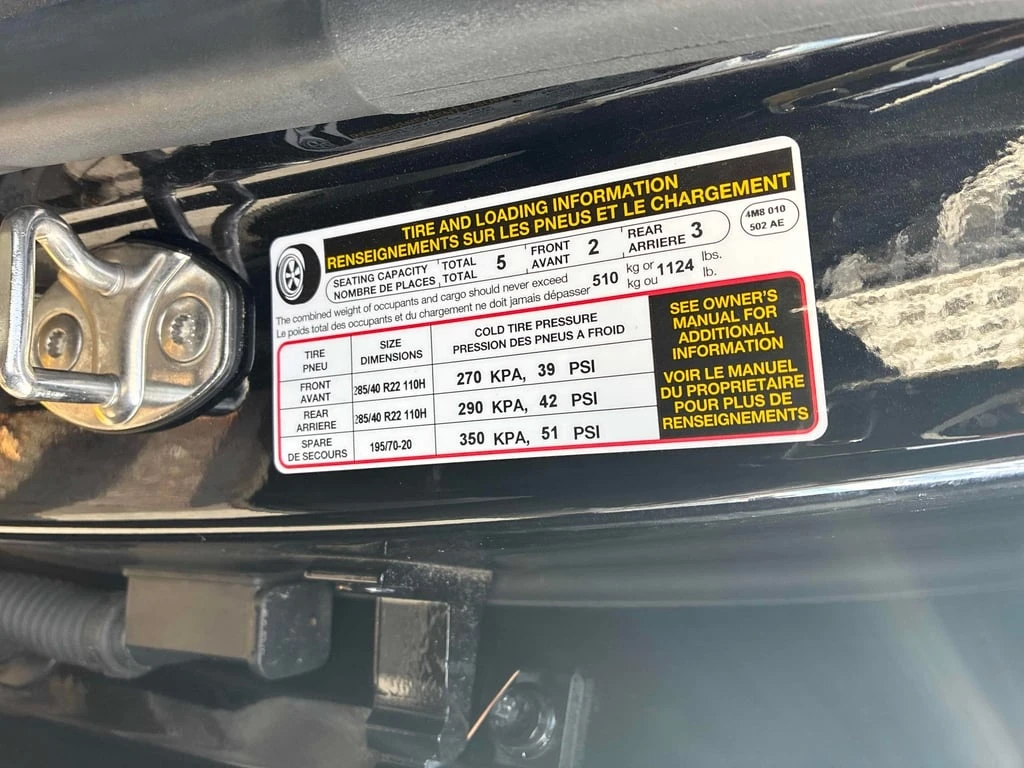 TIRE AND LOADING INFORMATION
RENSEIGNEMENTS SUR LES PNEUS ET LE CHARGEMENT
SEATING CAPACITY TOTAL 5 FRONT 2 REAR 3
NOMBRE DE PLACES TOTAL AVANT ARRIERE
4M8 010
502 AE
The combined weight of occupants and cargo should never exceed 510 kg or 1124 lbs.
Le poids total des occupants et du chargement ne doit jamais dépasser kg ou lb.
TIRE SIZE COLD TIRE PRESSURE
PNEU DIMENSIONS PRESSION DES PNEUS A FROID
FRONT
AVANT 285/40 R22 110H 270 KPA, 39 PSI
REAR
ARRIERE 285/40 R22 110H 290 KPA, 42 PSI
SPARE
DE SECOURS 195/70-20 350 KPA, 51 PSI
SEE OWNER'S
MANUAL FOR
ADDITIONAL
INFORMATION
VOIR LE MANUEL
DU PROPRIETAIRE
POUR PLUS DE
RENSEIGNEMENTS